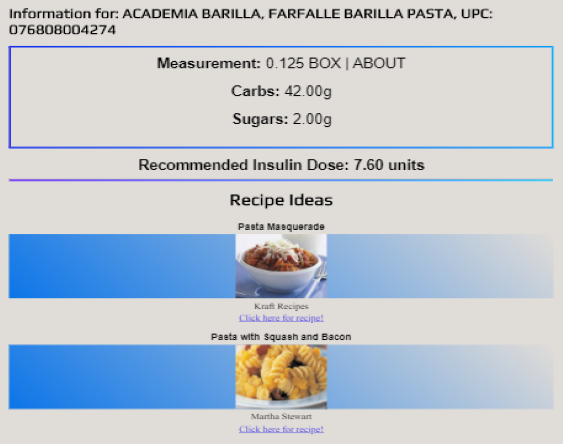 Information for: ACADEMIA BARILLA, FARFALLE BARILLA PASTA, UPC:
076808004274
Measurement: 0.125 BOX | ABOUT
Carbs: 42.00g
Sugars: 2.00g
Recommended Insulin Dose: 7.60 units
Recipe Ideas
Pasta Masquerade
Kraft Recipes
Click here for recipe!
Pasta with Squash and Bacon
Martha Stewart
Click here for recipe!